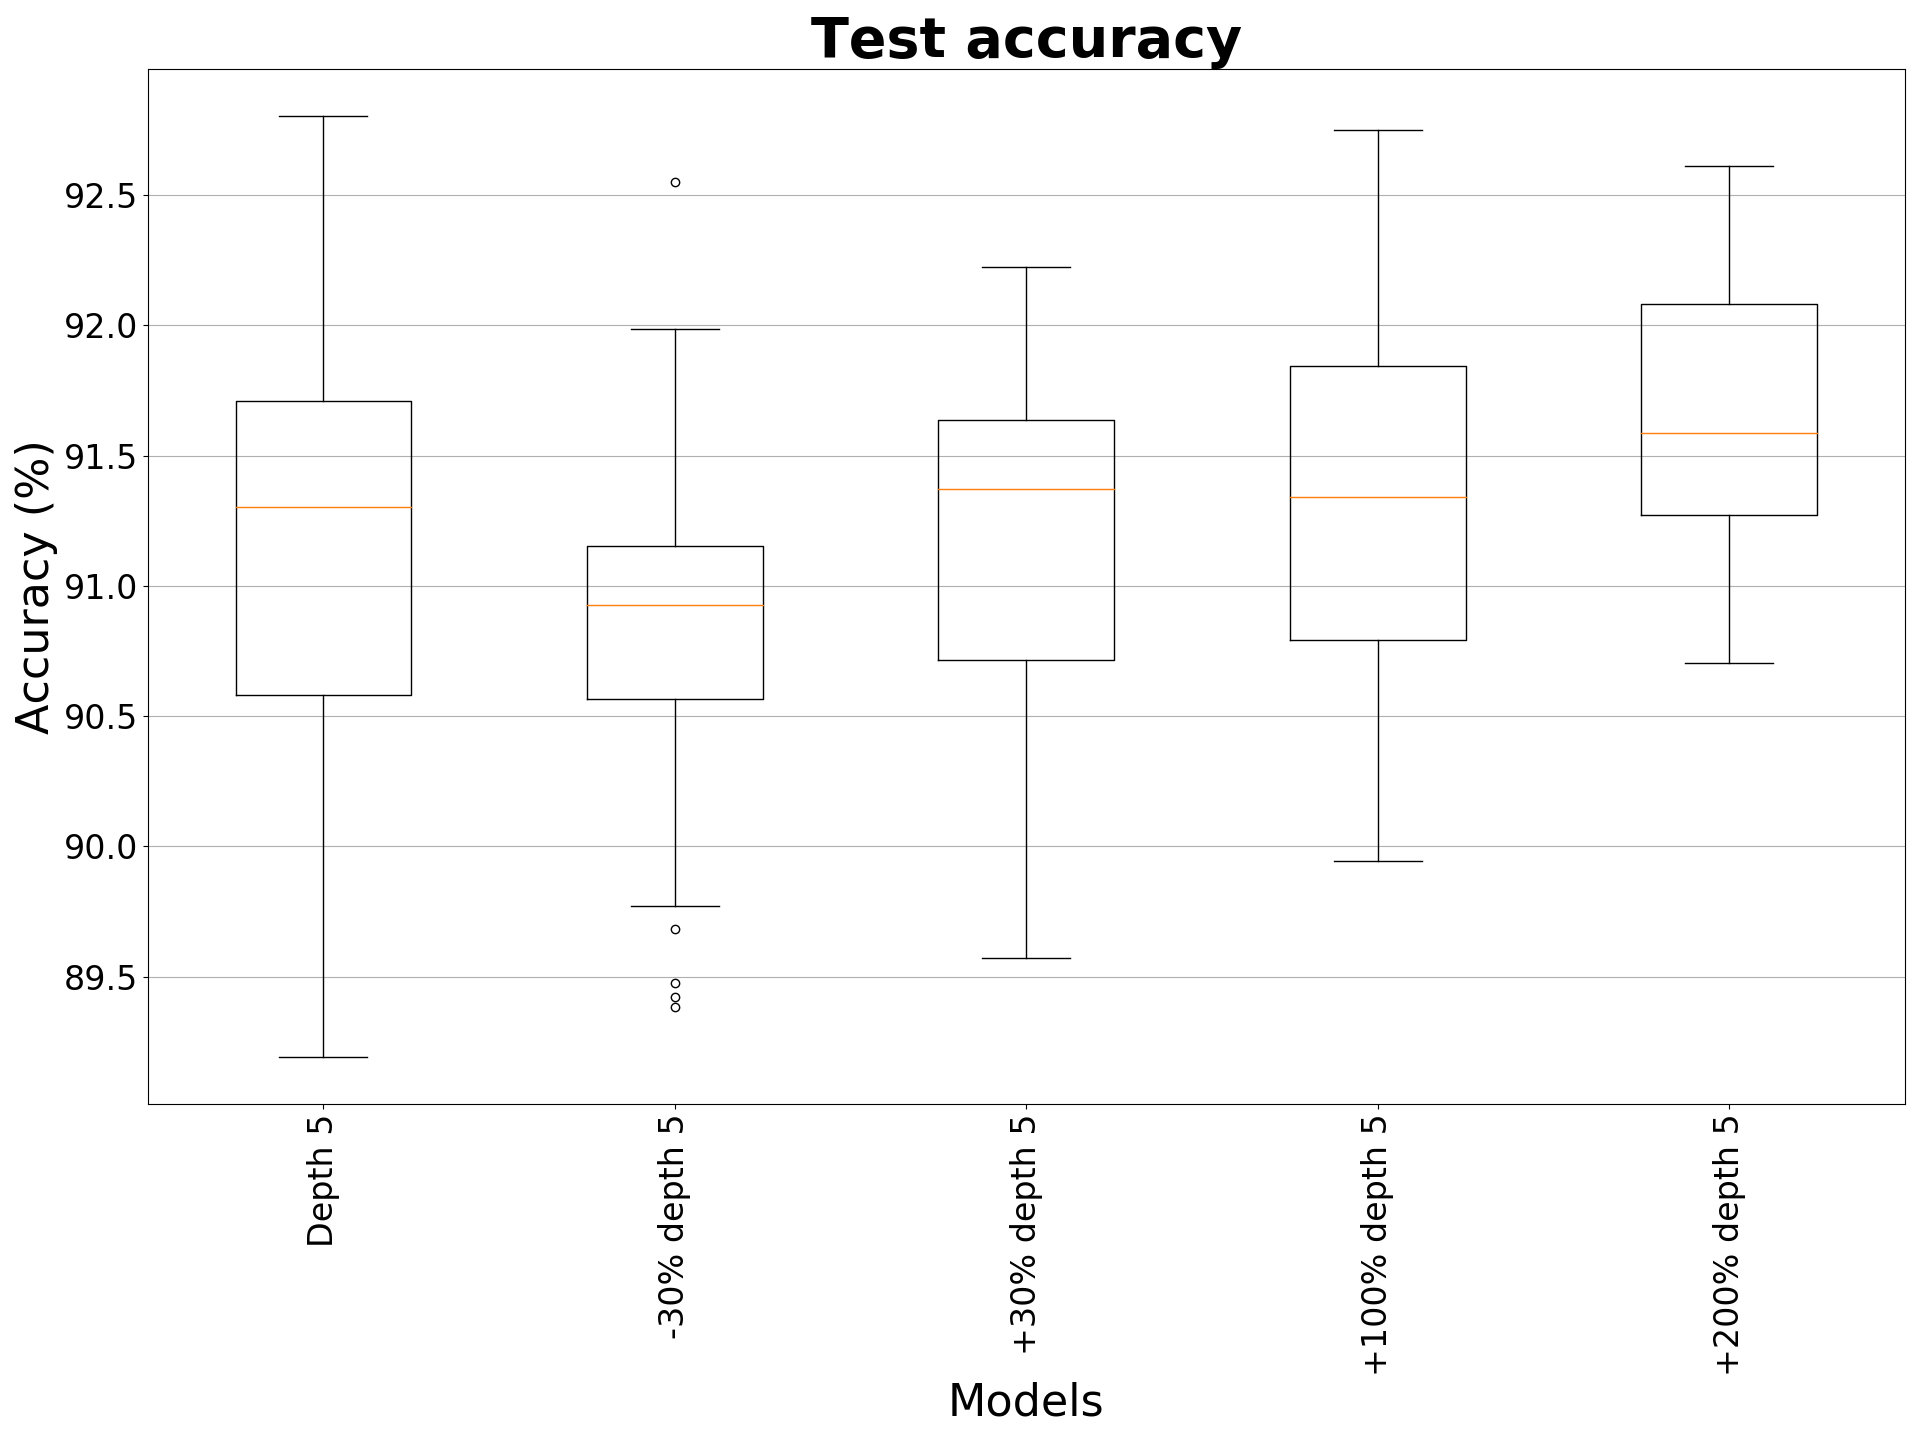 Test accuracy
Accuracy (%)
92.5
92.0
91.5
91.0
90.5
90.0
89.5
Depth 5
-30% depth 5
+30% depth 5
+100% depth 5
+200% depth 5
Models